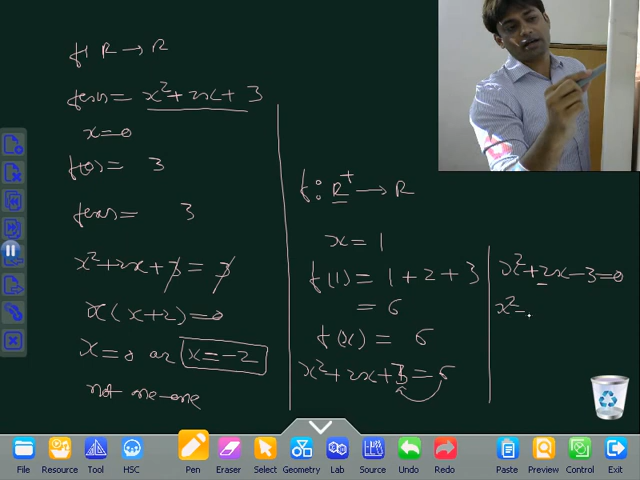 f: R → R
f(x) = x² + 2x + 3
x = 0
f(0) = 3
f(x) = 3
x² + 2x + 3 = 3
x(x + 2) = 0
x = 0 or x = -2
not one-one
f: R⁺ → R
x = 1
f(1) = 1 + 2 + 3
= 6
f(x) = 6
x² + 2x + 3 = 6
x² + 2x - 3 = 0
x² =
File
Resource
Tool
HSC
Pen
Eraser
Select
Geometry
Lab
Source
Undo
Redo
Paste
Preview
Control
Exit